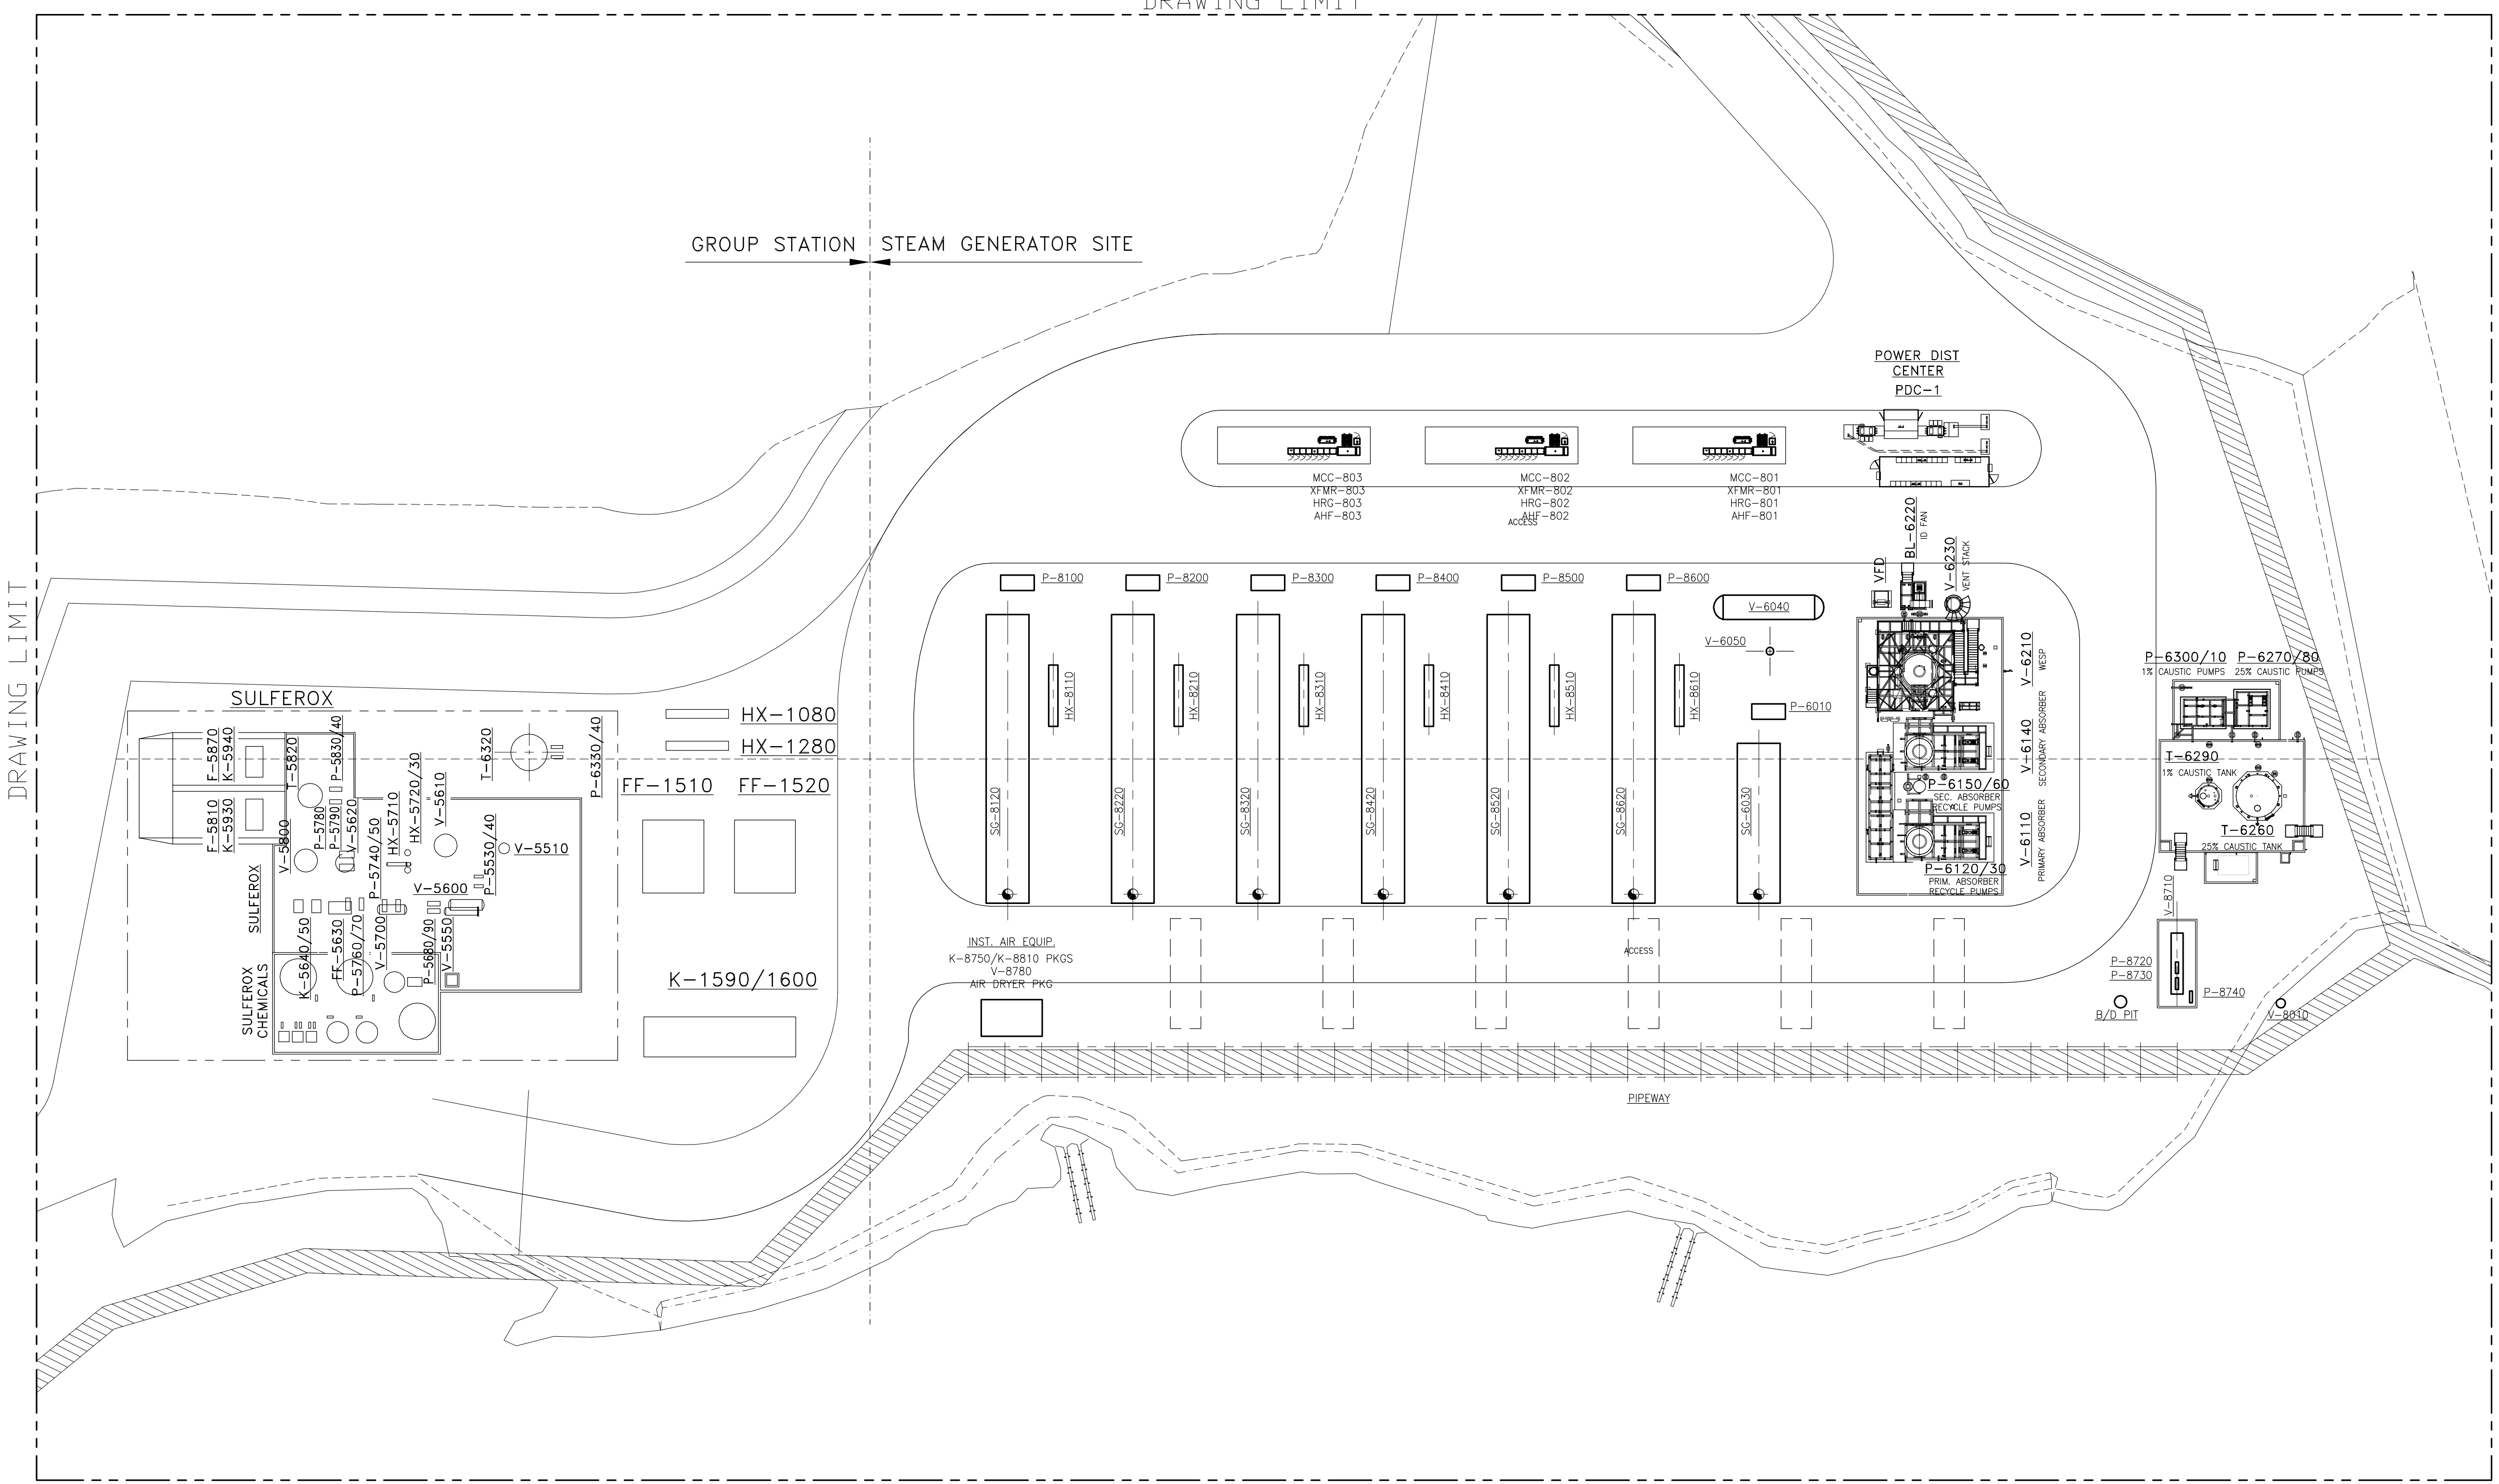 DRAWING LIMIT
DRAWING LIMIT
GROUP STATION
STEAM GENERATOR SITE
POWER DIST
CENTER
PDC-1
MCC-803
XFMR-803
HRG-803
AHF-803
MCC-802
XFMR-802
HRG-802
AHF-802
ACCESS
MCC-801
XFMR-801
HRG-801
AHF-801
BL-6220
ID FAN
VFD
V-6230
VENT STACK
P-8100
P-8200
P-8300
P-8400
P-8500
P-8600
V-6040
V-6050
P-6010
HX-8110
HX-8210
HX-8310
HX-8410
HX-8510
HX-8610
SG-8120
SG-8220
SG-8320
SG-8420
SG-8520
SG-8620
SG-6030
V-6210
WESP
V-6140
SECONDARY ABSORBER
V-6110
PRIMARY ABSORBER
P-6150/60
SEC. ABSORBER
RECYCLE PUMPS
P-6120/30
PRIM. ABSORBER
RECYCLE PUMPS
P-6300/10
1% CAUSTIC PUMPS
P-6270/80
25% CAUSTIC PUMPS
T-6290
1% CAUSTIC TANK
T-6260
25% CAUSTIC TANK
V-8710
P-8720
P-8730
P-8740
B/D PIT
V-8010
SULFEROX
F-5870
K-5940
F-5810
K-5930
T-5820
P-5830/40
T-6320
P-6330/40
V-5800
P-5780
P-5790
V-5620
P-5740/50
HX-5710
HX-5720/30
V-5610
P-5530/40
V-5510
V-5600
SULFEROX
K-5640/50
FF-5630
P-5760/70
V-5700
P-5680/90
V-5550
SULFEROX
CHEMICALS
HX-1080
HX-1280
FF-1510
FF-1520
K-1590/1600
INST. AIR EQUIP.
K-8750/K-8810 PKGS
V-8780
AIR DRYER PKG
ACCESS
PIPEWAY